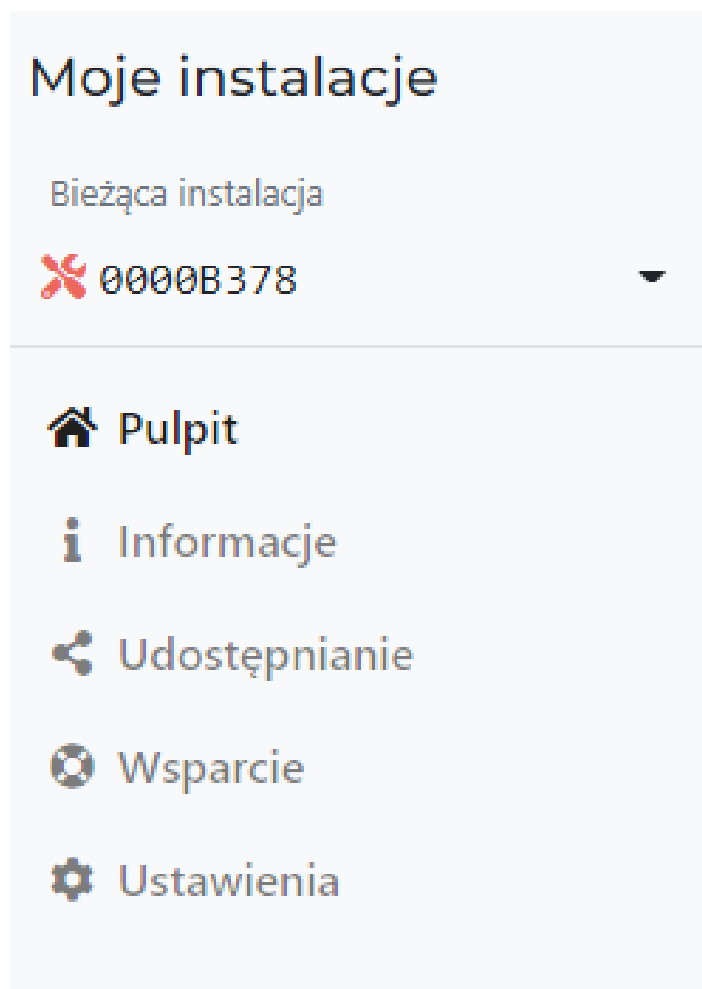 Moje instalacje
Bieżąca instalacja
0000B378
Pulpit
Informacje
Udostępnianie
Wsparcie
Ustawienia